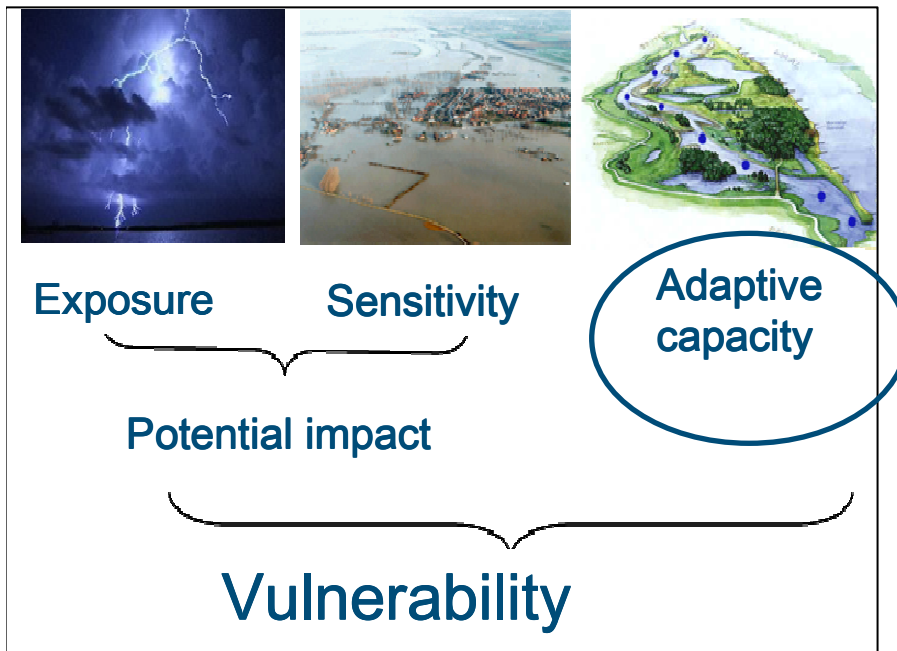 Exposure
Sensitivity
Adaptive
capacity
Potential impact
Vulnerability